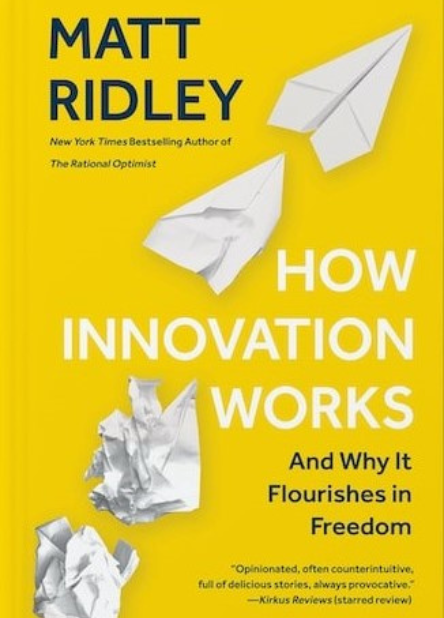 MATT
RIDLEY
New York Times Bestselling Author of
The Rational Optimist
HOW
INNOVATION
WORKS
And Why It
Flourishes in
Freedom
"Opinionated, often counterintuitive,
full of delicious stories, always provocative."
—Kirkus Reviews (starred review)